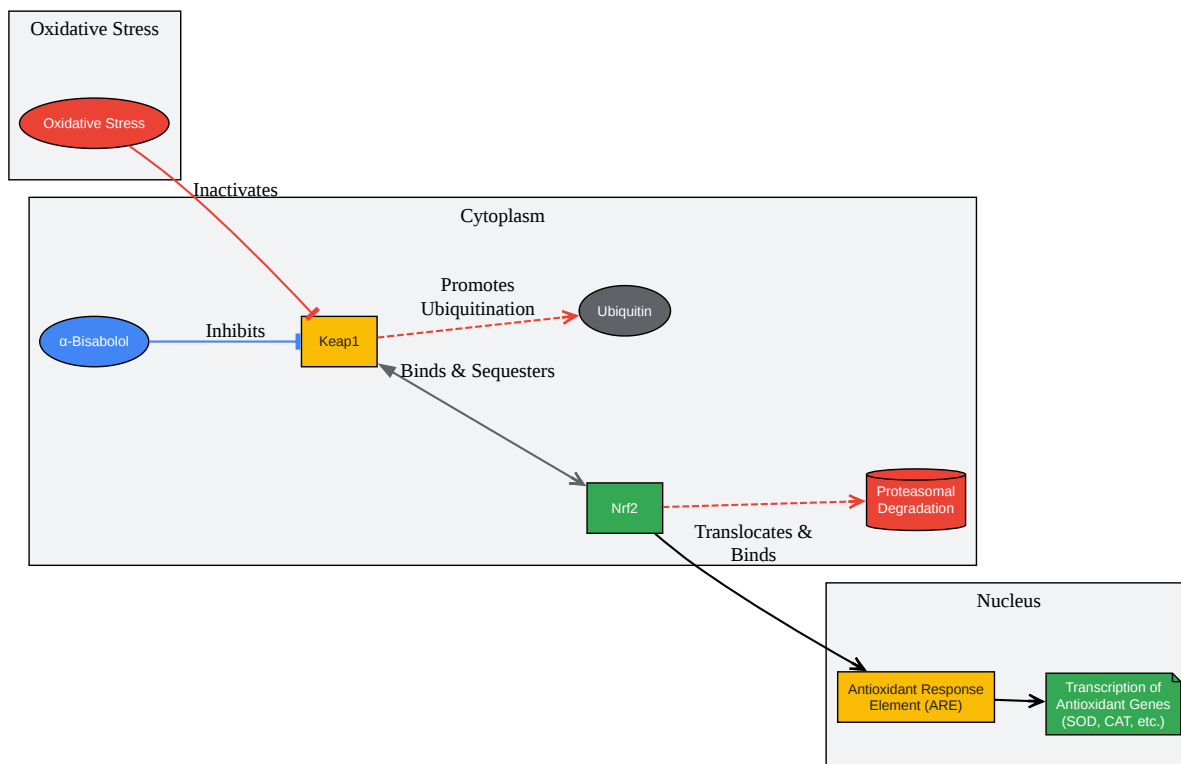 Oxidative Stress
Oxidative Stress
Inactivates
Cytoplasm
Promotes
Ubiquitination
Ubiquitin
α-Bisabolol
Inhibits
Keap1
Binds & Sequesters
Nrf2
Proteasomal
Degradation
Translocates &
Binds
Nucleus
Antioxidant Response
Element (ARE)
Transcription of
Antioxidant Genes
(SOD, CAT, etc.)